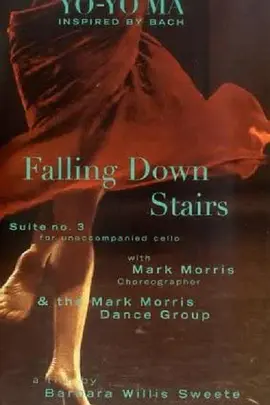 YO-YO MA
INSPIRED BY BACH
Falling Down
Stairs
Suite no. 3
for unaccompanied cello
with
Mark Morris
Choreographer
& the Mark Morris
Dance Group
a film by
Barbara Willis Sweete